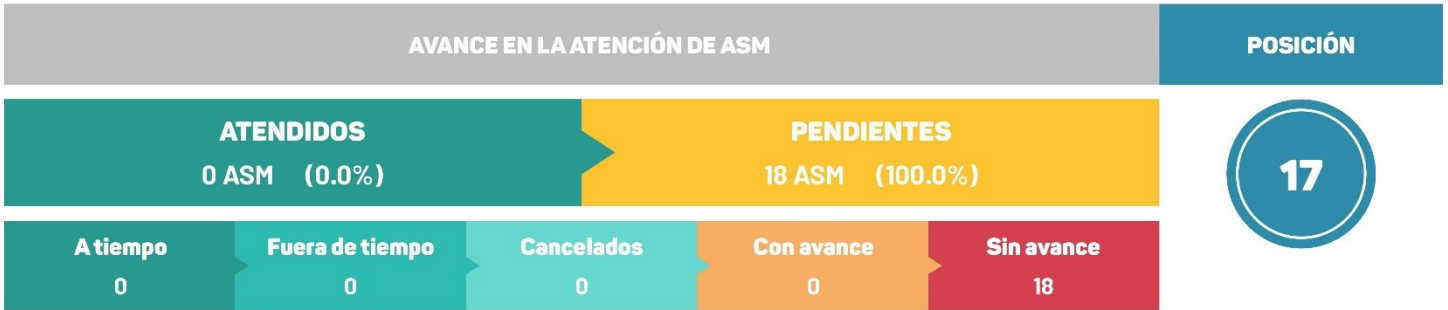 AVANCE EN LA ATENCIÓN DE ASM
POSICIÓN
ATENDIDOS
0 ASM (0.0%)
PENDIENTES
18 ASM (100.0%)
17
A tiempo
0
Fuera de tiempo
0
Cancelados
0
Con avance
0
Sin avance
18